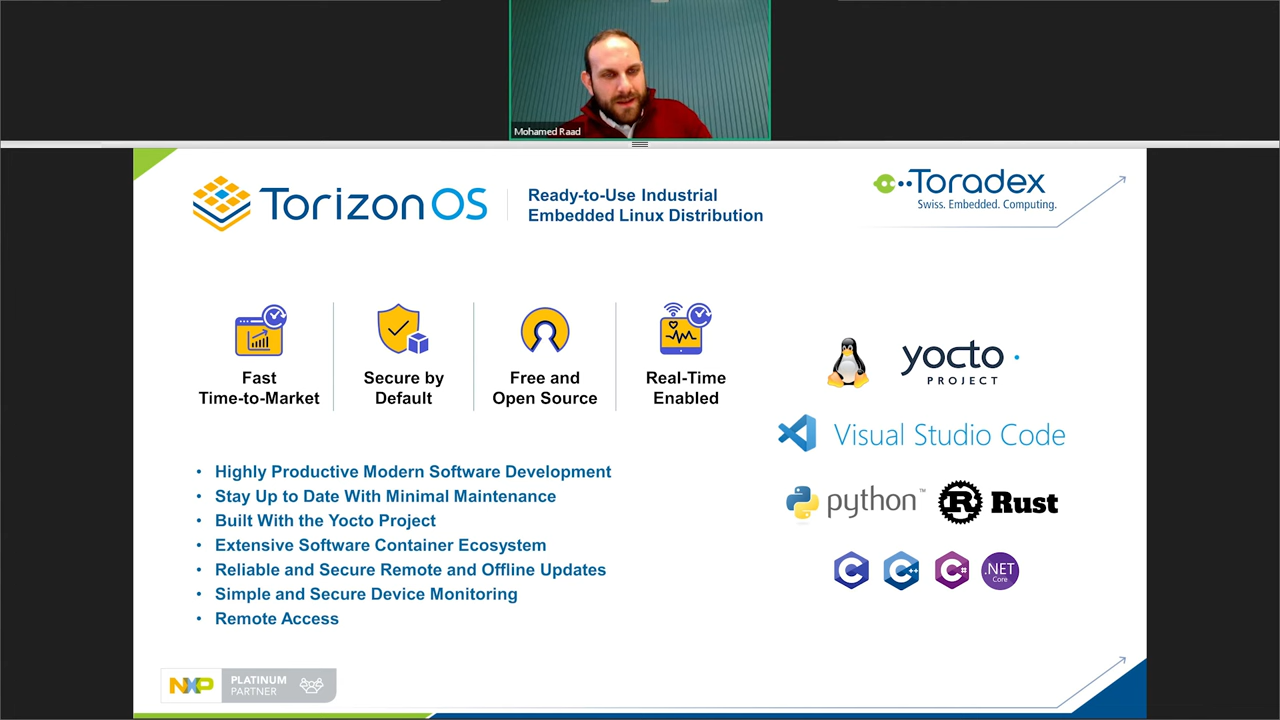 Mohamed Raad
Torizon OS
Ready-to-Use Industrial
Embedded Linux Distribution
Toradex
Swiss. Embedded. Computing.
Fast
Time-to-Market
Secure by
Default
Free and
Open Source
Real-Time
Enabled
yocto
PROJECT
Visual Studio Code
python™
R Rust
C C++ C# .NET
Core
• Highly Productive Modern Software Development
• Stay Up to Date With Minimal Maintenance
• Built With the Yocto Project
• Extensive Software Container Ecosystem
• Reliable and Secure Remote and Offline Updates
• Simple and Secure Device Monitoring
• Remote Access
NXP
PLATINUM
PARTNER